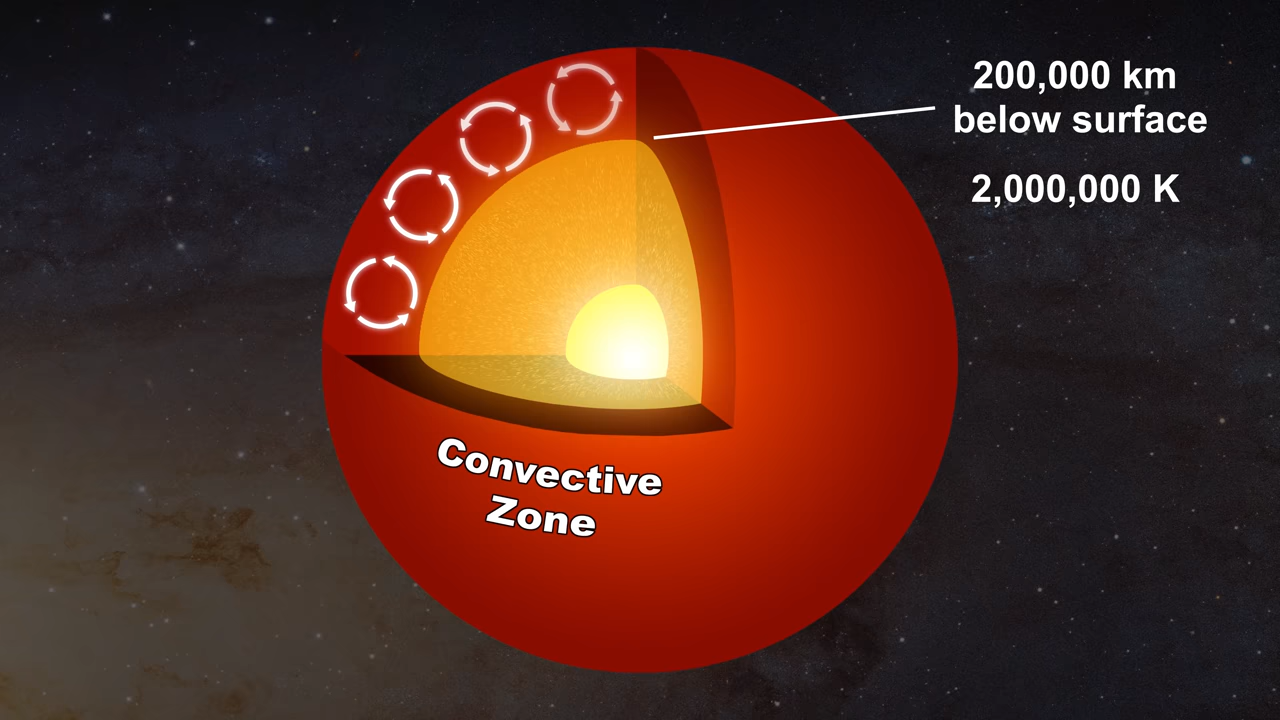 200,000 km
below surface
2,000,000 K
Convective
Zone